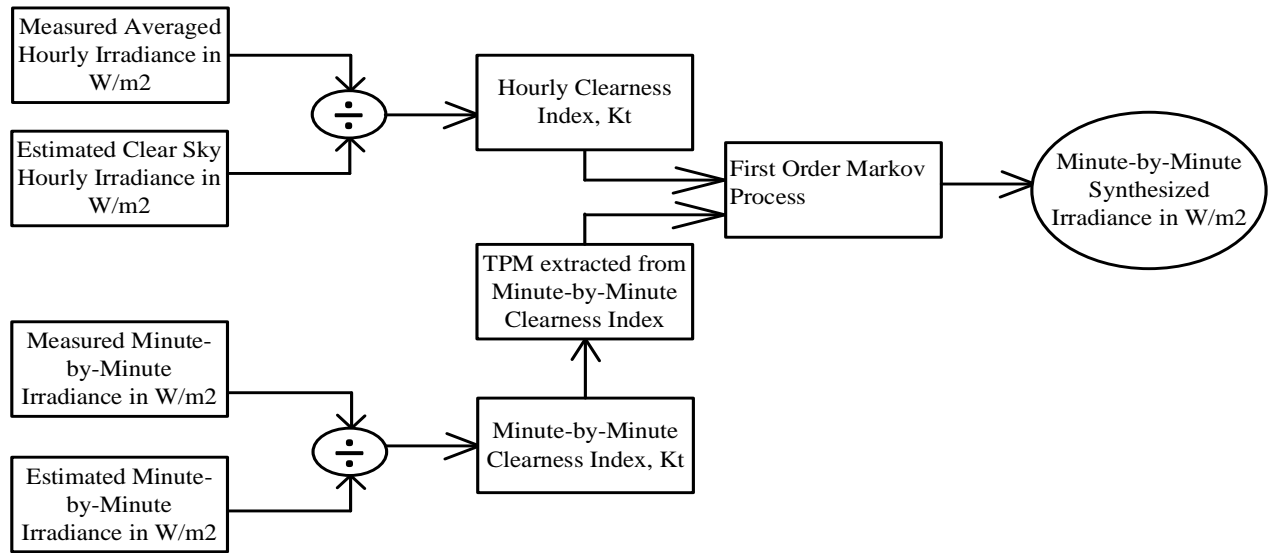 Measured Averaged
Hourly Irradiance in
W/m2
Estimated Clear Sky
Hourly Irradiance in
W/m2
÷
Hourly Clearness
Index, Kt
First Order Markov
Process
Minute-by-Minute
Synthesized
Irradiance in W/m2
TPM extracted from
Minute-by-Minute
Clearness Index
Measured Minute-
by-Minute
Irradiance in W/m2
Estimated Minute-
by-Minute
Irradiance in W/m2
÷
Minute-by-Minute
Clearness Index, Kt